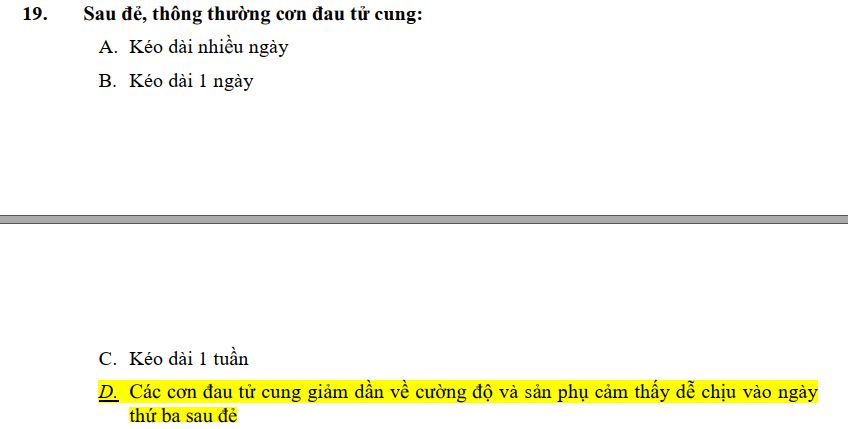 19. Sau đẻ, thông thường cơn đau tử cung:
A. Kéo dài nhiều ngày
B. Kéo dài 1 ngày
C. Kéo dài 1 tuần
D. Các cơn đau tử cung giảm dần về cường độ và sản phụ cảm thấy dễ chịu vào ngày
thứ ba sau đẻ